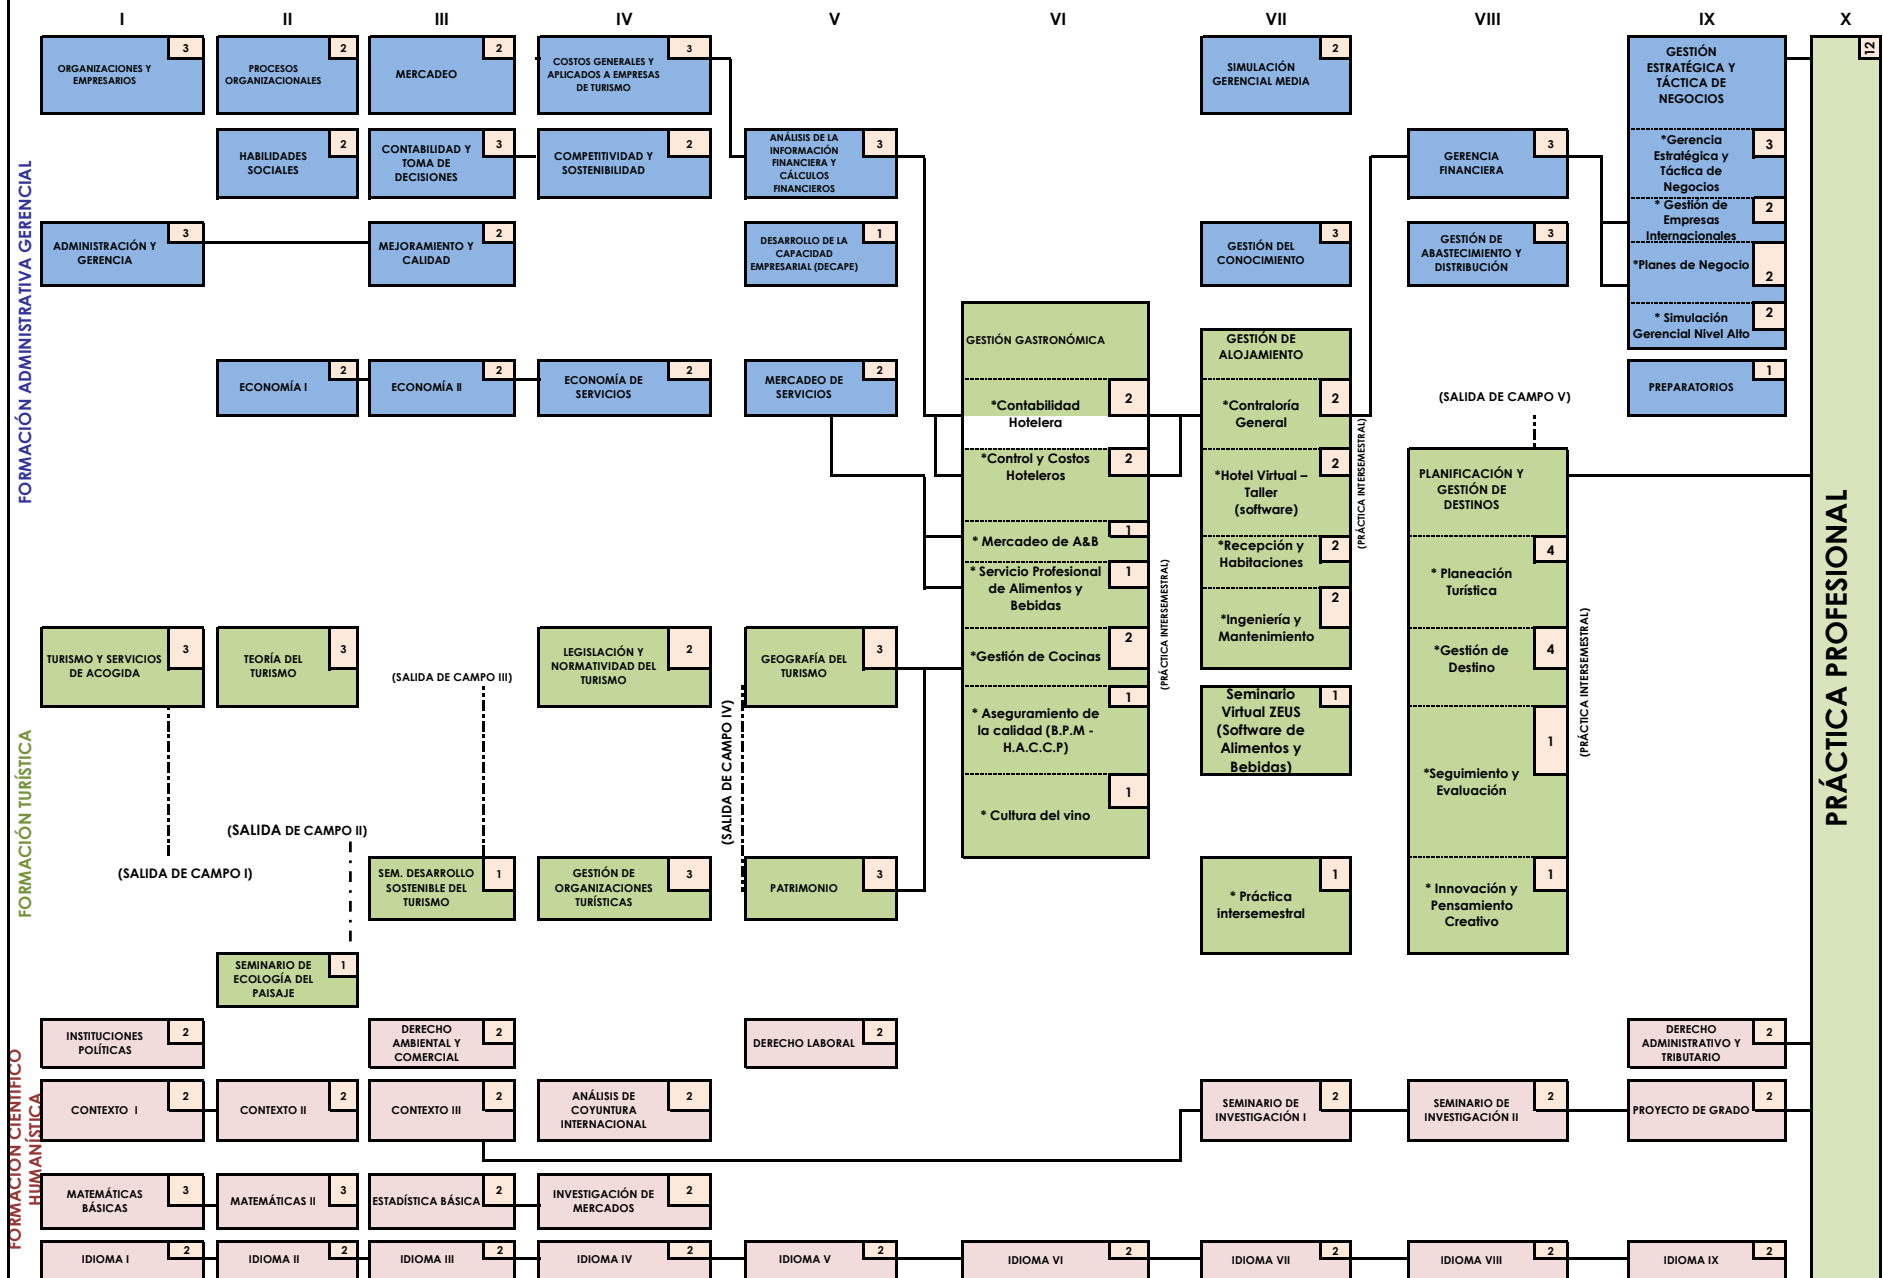 I
II
III
IV
V
VI
VII
VIII
IX
X
FORMACIÓN ADMINISTRATIVA GERENCIAL
ORGANIZACIONES Y
EMPRESARIOS
3
PROCESOS
ORGANIZACIONALES
2
MERCADEO
2
COSTOS GENERALES Y
APLICADOS A EMPRESAS
DE TURISMO
3
SIMULACIÓN
GERENCIAL MEDIA
2
GESTIÓN
ESTRATÉGICA Y
TÁCTICA DE
NEGOCIOS
12
HABILIDADES
SOCIALES
2
CONTABILIDAD Y
TOMA DE
DECISIONES
3
COMPETITIVIDAD Y
SOSTENIBILIDAD
2
ANÁLISIS DE LA
INFORMACIÓN
FINANCIERA Y
CÁLCULOS
FINANCIEROS
3
GERENCIA
FINANCIERA
3
*Gerencia
Estratégica y
Táctica de
Negocios
3
* Gestión de
Empresas
Internacionales
2
ADMINISTRACIÓN Y
GERENCIA
3
MEJORAMIENTO Y
CALIDAD
2
DESARROLLO DE LA
CAPACIDAD
EMPRESARIAL (DECAPE)
1
GESTIÓN DEL
CONOCIMIENTO
3
GESTIÓN DE
ABASTECIMIENTO Y
DISTRIBUCIÓN
3
*Planes de Negocio
2
* Simulación
Gerencial Nivel Alto
2
ECONOMÍA I
2
ECONOMÍA II
2
ECONOMÍA DE
SERVICIOS
2
MERCADEO DE
SERVICIOS
2
PREPARATORIOS
1
GESTIÓN GASTRONÓMICA
*Contabilidad
Hotelera
2
*Control y Costos
Hoteleros
2
* Mercadeo de A&B
1
* Servicio Profesional
de Alimentos y
Bebidas
1
*Gestión de Cocinas
2
* Aseguramiento de
la calidad (B.P.M -
H.A.C.C.P)
1
* Cultura del vino
1
(PRÁCTICA INTERSEMESTRAL)
GESTIÓN DE
ALOJAMIENTO
*Contraloría
General
2
*Hotel Virtual –
Taller
(software)
2
*Recepción y
Habitaciones
2
*Ingeniería y
Mantenimiento
2
(PRÁCTICA INTERSEMESTRAL)
Seminario
Virtual ZEUS
(Software de
Alimentos y
Bebidas)
1
* Práctica
intersemestral
1
(SALIDA DE CAMPO V)
PLANIFICACIÓN Y
GESTIÓN DE
DESTINOS
* Planeación
Turística
4
*Gestión de
Destino
4
*Seguimiento y
Evaluación
1
* Innovación y
Pensamiento
Creativo
1
(PRÁCTICA INTERSEMESTRAL)
PRÁCTICA PROFESIONAL
FORMACIÓN TURÍSTICA
TURISMO Y SERVICIOS
DE ACOGIDA
3
TEORÍA DEL
TURISMO
3
(SALIDA DE CAMPO III)
LEGISLACIÓN Y
NORMATIVIDAD DEL
TURISMO
2
GEOGRAFÍA DEL
TURISMO
3
(SALIDA DE CAMPO IV)
(SALIDA DE CAMPO II)
(SALIDA DE CAMPO I)
SEM. DESARROLLO
SOSTENIBLE DEL
TURISMO
1
GESTIÓN DE
ORGANIZACIONES
TURÍSTICAS
3
PATRIMONIO
3
SEMINARIO DE
ECOLOGÍA DEL
PAISAJE
1
FORMACIÓN CIENTIFICO
HUMANÍSTICA
INSTITUCIONES
POLÍTICAS
2
DERECHO
AMBIENTAL Y
COMERCIAL
2
DERECHO LABORAL
2
DERECHO
ADMINISTRATIVO Y
TRIBUTARIO
2
CONTEXTO I
2
CONTEXTO II
2
CONTEXTO III
2
ANÁLISIS DE
COYUNTURA
INTERNACIONAL
2
SEMINARIO DE
INVESTIGACIÓN I
2
SEMINARIO DE
INVESTIGACIÓN II
2
PROYECTO DE GRADO
2
MATEMÁTICAS
BÁSICAS
3
MATEMÁTICAS II
3
ESTADÍSTICA BÁSICA
2
INVESTIGACIÓN DE
MERCADOS
2
IDIOMA I
2
IDIOMA II
2
IDIOMA III
2
IDIOMA IV
2
IDIOMA V
2
IDIOMA VI
2
IDIOMA VII
2
IDIOMA VIII
2
IDIOMA IX
2